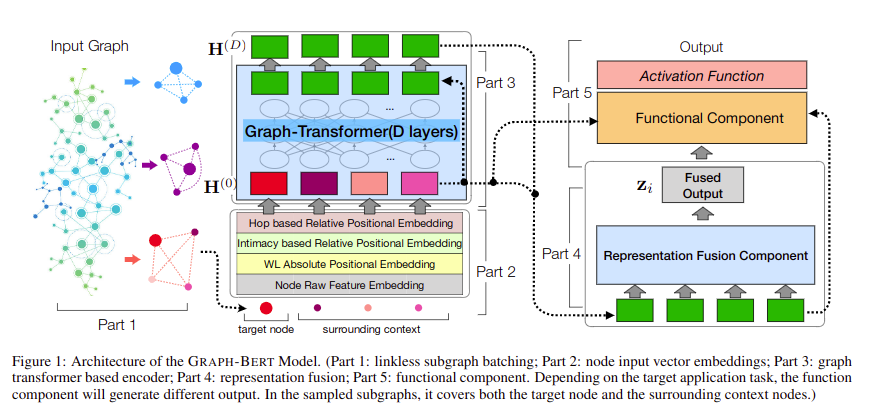 Input Graph
Part 1
H^(D)
Graph-Transformer(D layers)
...
...
H^(0)
Part 3
Hop based Relative Positional Embedding
Intimacy based Relative Positional Embedding
WL Absolute Positional Embedding
Node Raw Feature Embedding
Part 2
target node
surrounding context
Output
Activation Function
Functional Component
Part 5
z_i
Fused
Output
Representation Fusion Component
Part 4
Figure 1: Architecture of the GRAPH-BERT Model. (Part 1: linkless subgraph batching; Part 2: node input vector embeddings; Part 3: graph
transformer based encoder; Part 4: representation fusion; Part 5: functional component. Depending on the target application task, the function
component will generate different output. In the sampled subgraphs, it covers both the target node and the surrounding context nodes.)